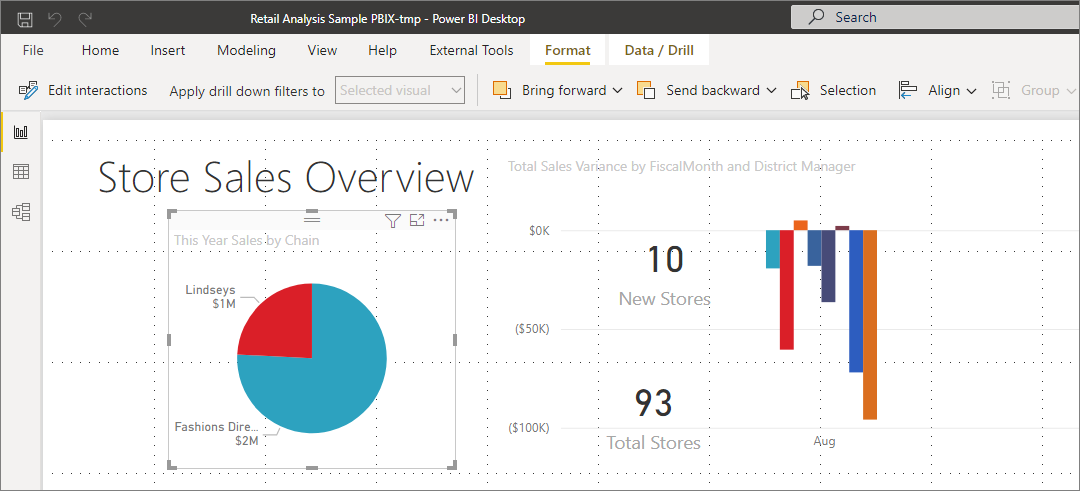 Retail Analysis Sample PBIX-tmp - Power BI Desktop
Search
File Home Insert Modeling View Help External Tools Format Data / Drill
Edit interactions Apply drill down filters to Selected visual Bring forward Send backward Selection Align Group
Store Sales Overview
This Year Sales by Chain
Lindseys
$1M
Fashions Dire...
$2M
10
New Stores
93
Total Stores
Total Sales Variance by FiscalMonth and District Manager
$0K
($50K)
($100K)
Aug